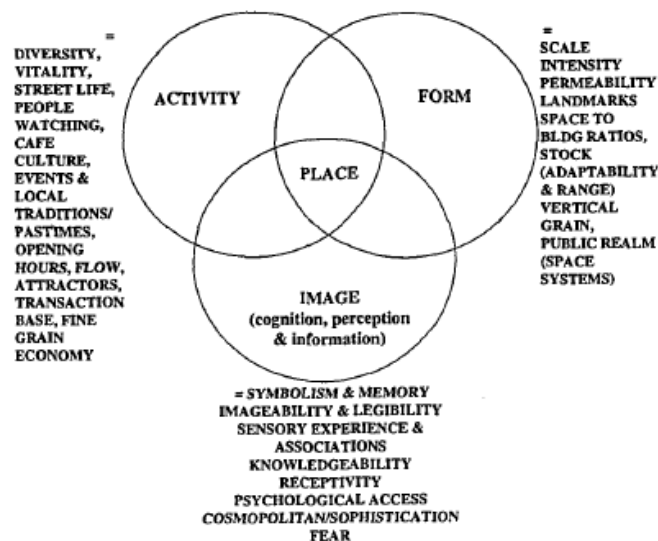 =
DIVERSITY,
VITALITY,
STREET LIFE,
PEOPLE
WATCHING,
CAFE
CULTURE,
EVENTS &
LOCAL
TRADITIONS/
PASTIMES,
OPENING
HOURS, FLOW,
ATTRACTORS,
TRANSACTION
BASE, FINE
GRAIN
ECONOMY
ACTIVITY
FORM
PLACE
IMAGE
(cognition, perception
& information)
=
SCALE
INTENSITY
PERMEABILITY
LANDMARKS
SPACE TO
BLDG RATIOS,
STOCK
(ADAPTABILITY
& RANGE)
VERTICAL
GRAIN,
PUBLIC REALM
(SPACE
SYSTEMS)
= SYMBOLISM & MEMORY
IMAGEABILITY & LEGIBILITY
SENSORY EXPERIENCE &
ASSOCIATIONS
KNOWLEDGEABILITY
RECEPTIVITY
PSYCHOLOGICAL ACCESS
COSMOPOLITAN/SOPHISTICATION
FEAR